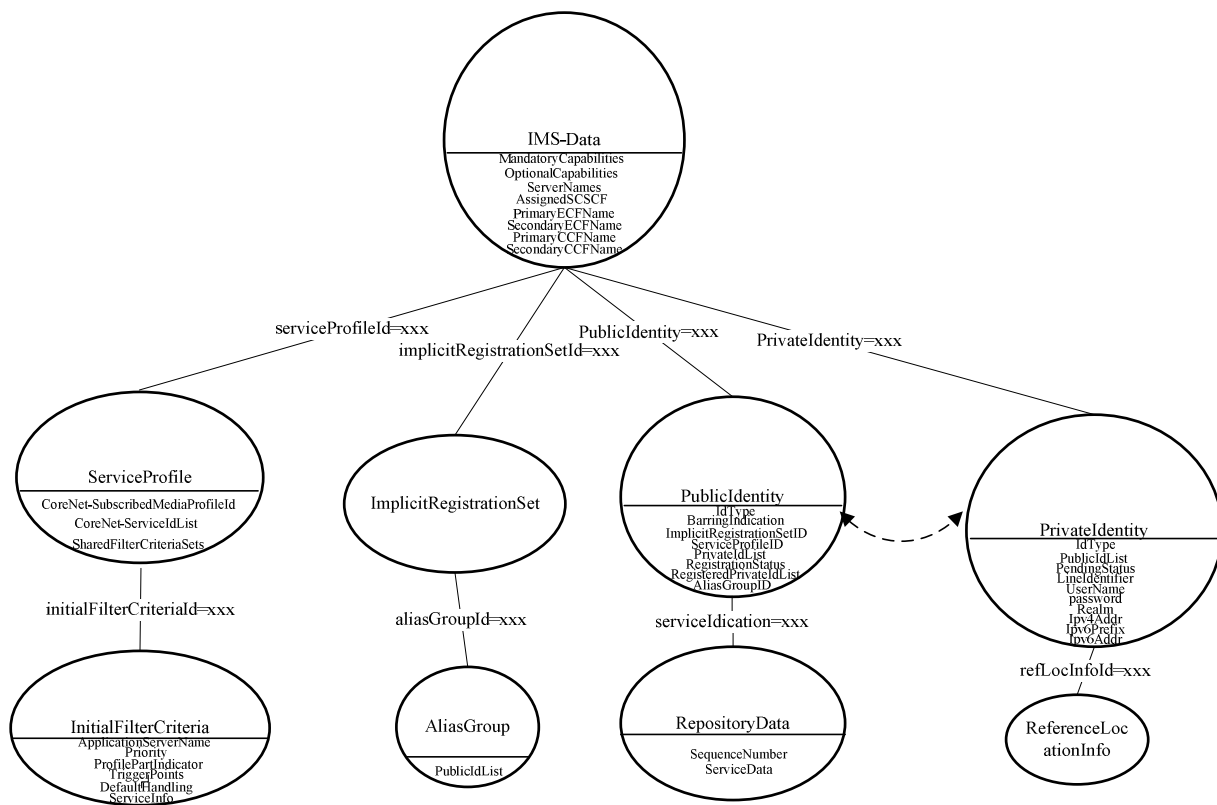 IMS-Data
MandatoryCapabilities
OptionalCapabilities
ServerNames
AssignedSCSCF
PrimaryECFName
SecondaryECFName
PrimaryCCFName
SecondaryCCFName
serviceProfileId=xxx
implicitRegistrationSetId=xxx
PublicIdentity=xxx
PrivateIdentity=xxx
ServiceProfile
CoreNet-SubscribedMediaProfileId
CoreNet-ServiceIdList
SharedFilterCriteriaSets
ImplicitRegistrationSet
PublicIdentity
IdType
BarringIndication
ImplicitRegistrationSetID
ServiceProfileID
PrivateIdList
RegistrationStatus
RegisteredPrivateIdList
AliasGroupID
PrivateIdentity
IdType
PublicIdList
PendingStatus
LineIdentifier
UserName
password
Realm
Ipv4Addr
Ipv6Prefix
Ipv6Addr
initialFilterCriteriaId=xxx
aliasGroupId=xxx
serviceIdication=xxx
refLocInfoId=xxx
InitialFilterCriteria
ApplicationServerName
Priority
ProfilePartIndicator
TriggerPoints
DefaultHandling
ServiceInfo
AliasGroup
PublicIdList
RepositoryData
SequenceNumber
ServiceData
ReferenceLoc
ationInfo